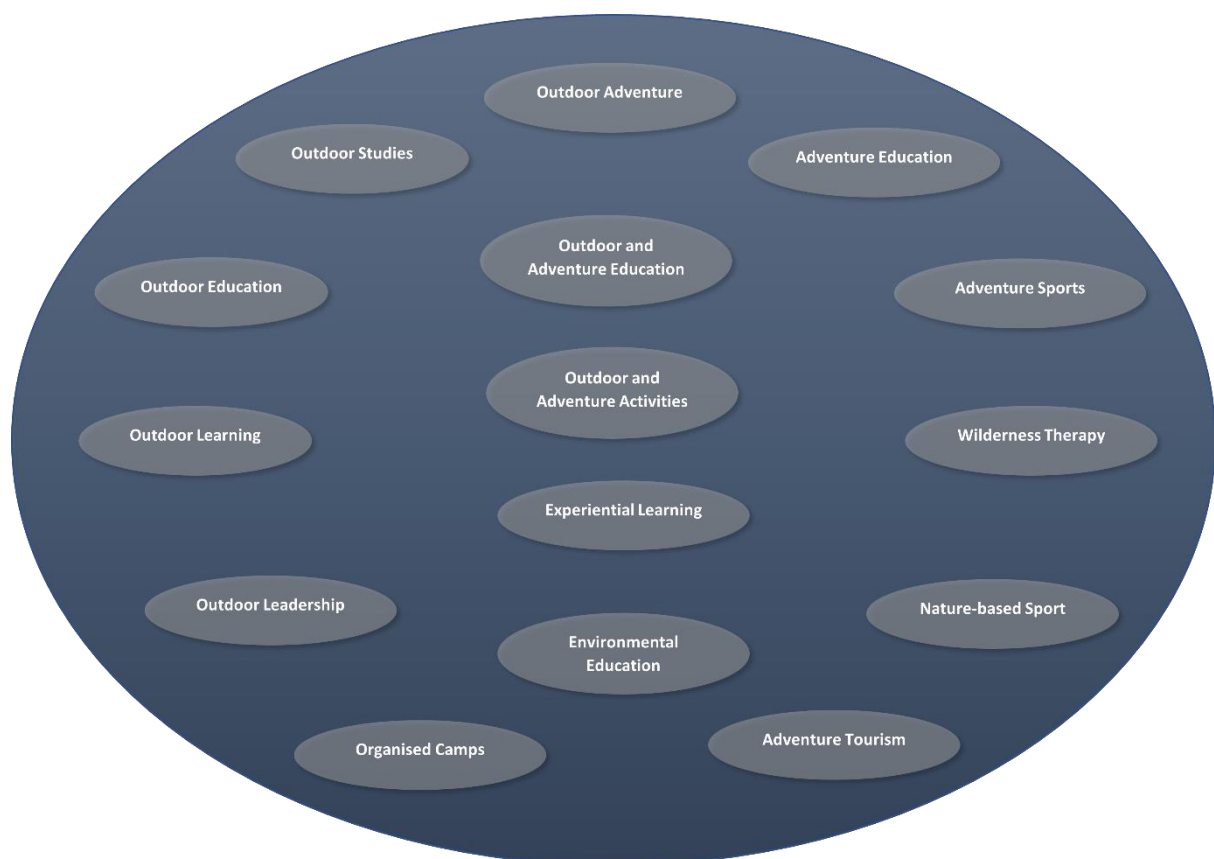 Outdoor Adventure
Outdoor Studies
Adventure Education
Outdoor and
Adventure Education
Outdoor Education
Adventure Sports
Outdoor and
Adventure Activities
Outdoor Learning
Wilderness Therapy
Experiential Learning
Outdoor Leadership
Nature-based Sport
Environmental
Education
Organised Camps
Adventure Tourism